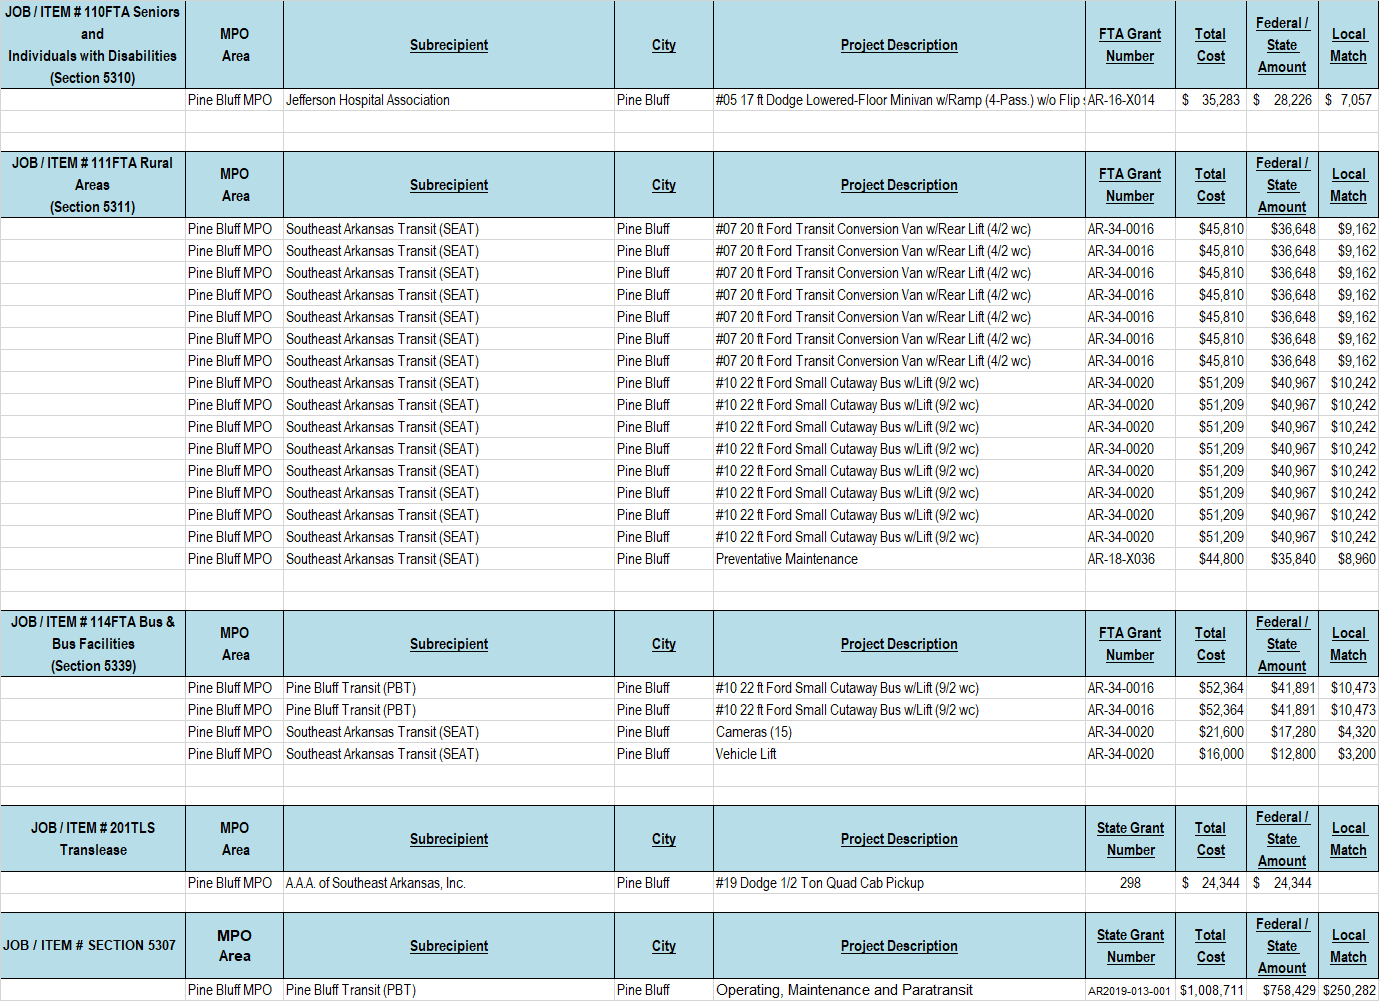 JOB / ITEM # 110FTA Seniors and Individuals with Disabilities (Section 5310) MPO Area Subrecipient City Project Description FTA Grant Number Total Cost Federal / State Amount Local Match
Pine Bluff MPO Jefferson Hospital Association Pine Bluff #05 17 ft Dodge Lowered-Floor Minivan w/Ramp (4-Pass.) w/o Flip AR-16-X014 $ 35,283 $ 28,226 $ 7,057
JOB / ITEM # 111FTA Rural Areas (Section 5311) MPO Area Subrecipient City Project Description FTA Grant Number Total Cost Federal / State Amount Local Match
Pine Bluff MPO Southeast Arkansas Transit (SEAT) Pine Bluff #07 20 ft Ford Transit Conversion Van w/Rear Lift (4/2 wc) AR-34-0016 $45,810 $36,648 $9,162
Pine Bluff MPO Southeast Arkansas Transit (SEAT) Pine Bluff #07 20 ft Ford Transit Conversion Van w/Rear Lift (4/2 wc) AR-34-0016 $45,810 $36,648 $9,162
Pine Bluff MPO Southeast Arkansas Transit (SEAT) Pine Bluff #07 20 ft Ford Transit Conversion Van w/Rear Lift (4/2 wc) AR-34-0016 $45,810 $36,648 $9,162
Pine Bluff MPO Southeast Arkansas Transit (SEAT) Pine Bluff #07 20 ft Ford Transit Conversion Van w/Rear Lift (4/2 wc) AR-34-0016 $45,810 $36,648 $9,162
Pine Bluff MPO Southeast Arkansas Transit (SEAT) Pine Bluff #07 20 ft Ford Transit Conversion Van w/Rear Lift (4/2 wc) AR-34-0016 $45,810 $36,648 $9,162
Pine Bluff MPO Southeast Arkansas Transit (SEAT) Pine Bluff #07 20 ft Ford Transit Conversion Van w/Rear Lift (4/2 wc) AR-34-0016 $45,810 $36,648 $9,162
Pine Bluff MPO Southeast Arkansas Transit (SEAT) Pine Bluff #07 20 ft Ford Transit Conversion Van w/Rear Lift (4/2 wc) AR-34-0016 $45,810 $36,648 $9,162
Pine Bluff MPO Southeast Arkansas Transit (SEAT) Pine Bluff #10 22 ft Ford Small Cutaway Bus w/Lift (9/2 wc) AR-34-0020 $51,209 $40,967 $10,242
Pine Bluff MPO Southeast Arkansas Transit (SEAT) Pine Bluff #10 22 ft Ford Small Cutaway Bus w/Lift (9/2 wc) AR-34-0020 $51,209 $40,967 $10,242
Pine Bluff MPO Southeast Arkansas Transit (SEAT) Pine Bluff #10 22 ft Ford Small Cutaway Bus w/Lift (9/2 wc) AR-34-0020 $51,209 $40,967 $10,242
Pine Bluff MPO Southeast Arkansas Transit (SEAT) Pine Bluff #10 22 ft Ford Small Cutaway Bus w/Lift (9/2 wc) AR-34-0020 $51,209 $40,967 $10,242
Pine Bluff MPO Southeast Arkansas Transit (SEAT) Pine Bluff #10 22 ft Ford Small Cutaway Bus w/Lift (9/2 wc) AR-34-0020 $51,209 $40,967 $10,242
Pine Bluff MPO Southeast Arkansas Transit (SEAT) Pine Bluff #10 22 ft Ford Small Cutaway Bus w/Lift (9/2 wc) AR-34-0020 $51,209 $40,967 $10,242
Pine Bluff MPO Southeast Arkansas Transit (SEAT) Pine Bluff #10 22 ft Ford Small Cutaway Bus w/Lift (9/2 wc) AR-34-0020 $51,209 $40,967 $10,242
Pine Bluff MPO Southeast Arkansas Transit (SEAT) Pine Bluff #10 22 ft Ford Small Cutaway Bus w/Lift (9/2 wc) AR-34-0020 $51,209 $40,967 $10,242
Pine Bluff MPO Southeast Arkansas Transit (SEAT) Pine Bluff Preventative Maintenance AR-18-X036 $44,800 $35,840 $8,960
JOB / ITEM # 114FTA Bus & Bus Facilities (Section 5339) MPO Area Subrecipient City Project Description FTA Grant Number Total Cost Federal / State Amount Local Match
Pine Bluff MPO Pine Bluff Transit (PBT) Pine Bluff #10 22 ft Ford Small Cutaway Bus w/Lift (9/2 wc) AR-34-0016 $52,364 $41,891 $10,473
Pine Bluff MPO Pine Bluff Transit (PBT) Pine Bluff #10 22 ft Ford Small Cutaway Bus w/Lift (9/2 wc) AR-34-0016 $52,364 $41,891 $10,473
Pine Bluff MPO Southeast Arkansas Transit (SEAT) Pine Bluff Cameras (15) AR-34-0020 $21,600 $17,280 $4,320
Pine Bluff MPO Southeast Arkansas Transit (SEAT) Pine Bluff Vehicle Lift AR-34-0020 $16,000 $12,800 $3,200
JOB / ITEM # 201TLS Translease MPO Area Subrecipient City Project Description State Grant Number Total Cost Federal / State Amount Local Match
Pine Bluff MPO A.A.A. of Southeast Arkansas, Inc. Pine Bluff #19 Dodge 1/2 Ton Quad Cab Pickup 298 $ 24,344 $ 24,344
JOB / ITEM # SECTION 5307 MPO Area Subrecipient City Project Description State Grant Number Total Cost Federal / State Amount Local Match
Pine Bluff MPO Pine Bluff Transit (PBT) Pine Bluff Operating, Maintenance and Paratransit AR2019-013-001 $1,008,711 $758,429 $250,282